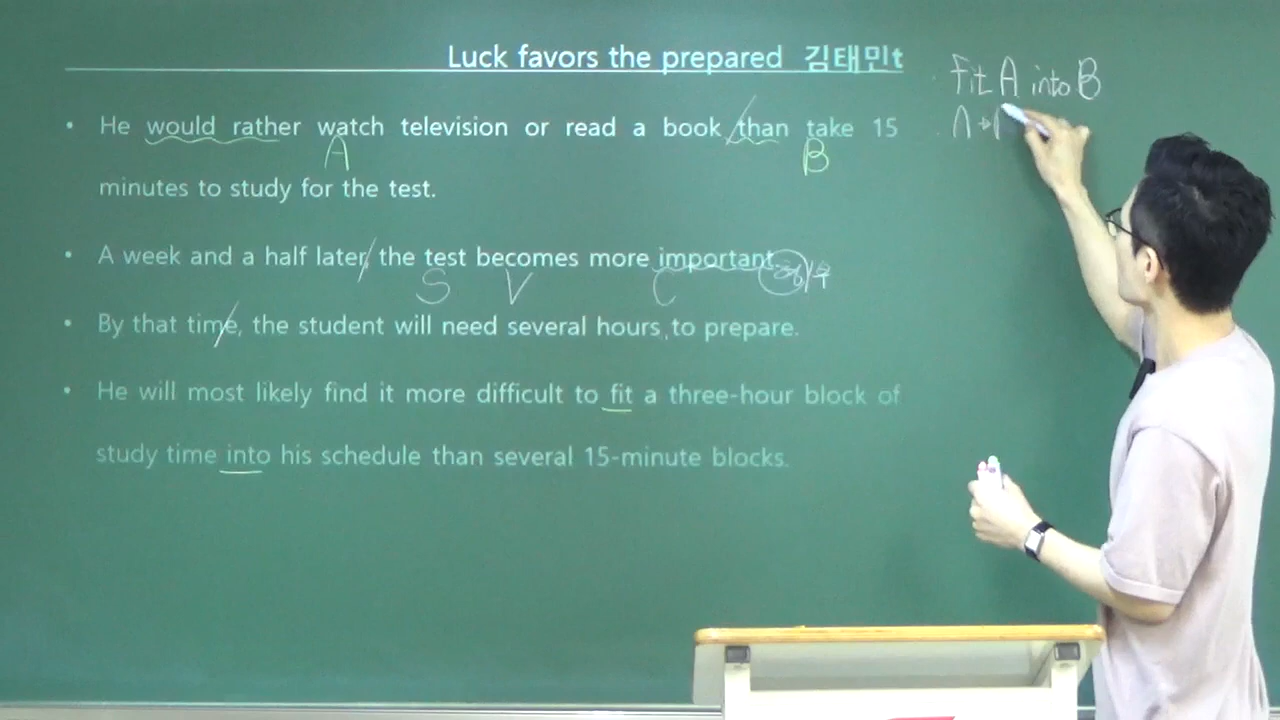 Luck favors the prepared 김태민t
• He would rather watch television or read a book than take 15
A B
minutes to study for the test.
• A week and a half later, the test becomes more important.
S V C
• By that time, the student will need several hours to prepare.
• He will most likely find it more difficult to fit a three-hour block of
study time into his schedule than several 15-minute blocks.
fit A into B
A →